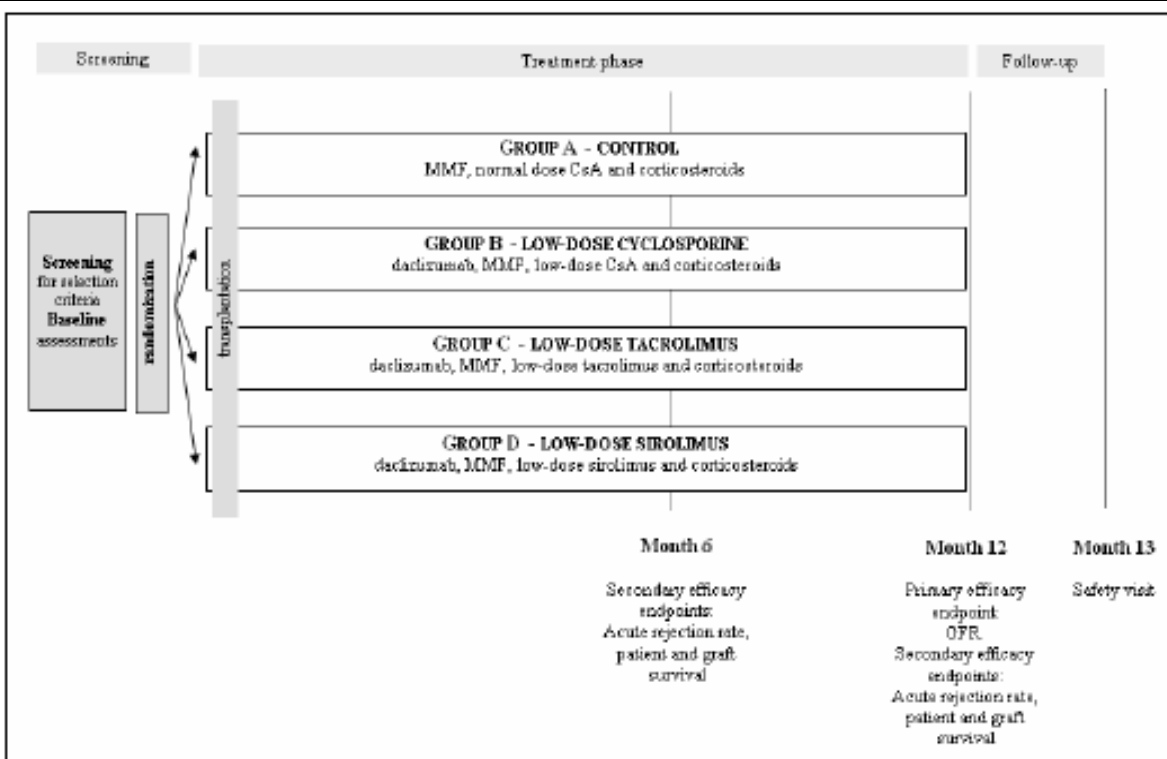 Screening
Treatment phase
Follow-up
Screening
for selection
criteria
Baseline
assessments
randomization
transplantation
GROUP A - CONTROL
MMF, normal dose CsA and corticosteroids
GROUP B - LOW-DOSE CYCLOSPORINE
daclizumab, MMF, low-dose CsA and corticosteroids
GROUP C - LOW-DOSE TACROLIMUS
daclizumab, MMF, low-dose tacrolimus and corticosteroids
GROUP D - LOW-DOSE SIROLIMUS
daclizumab, MMF, low-dose sirolimus and corticosteroids
Month 6
Secondary efficacy
endpoints:
Acute rejection rate,
patient and graft
survival
Month 12
Primary efficacy
endpoint:
GFR
Secondary efficacy
endpoints:
Acute rejection rate,
patient and graft
survival
Month 13
Safety visit